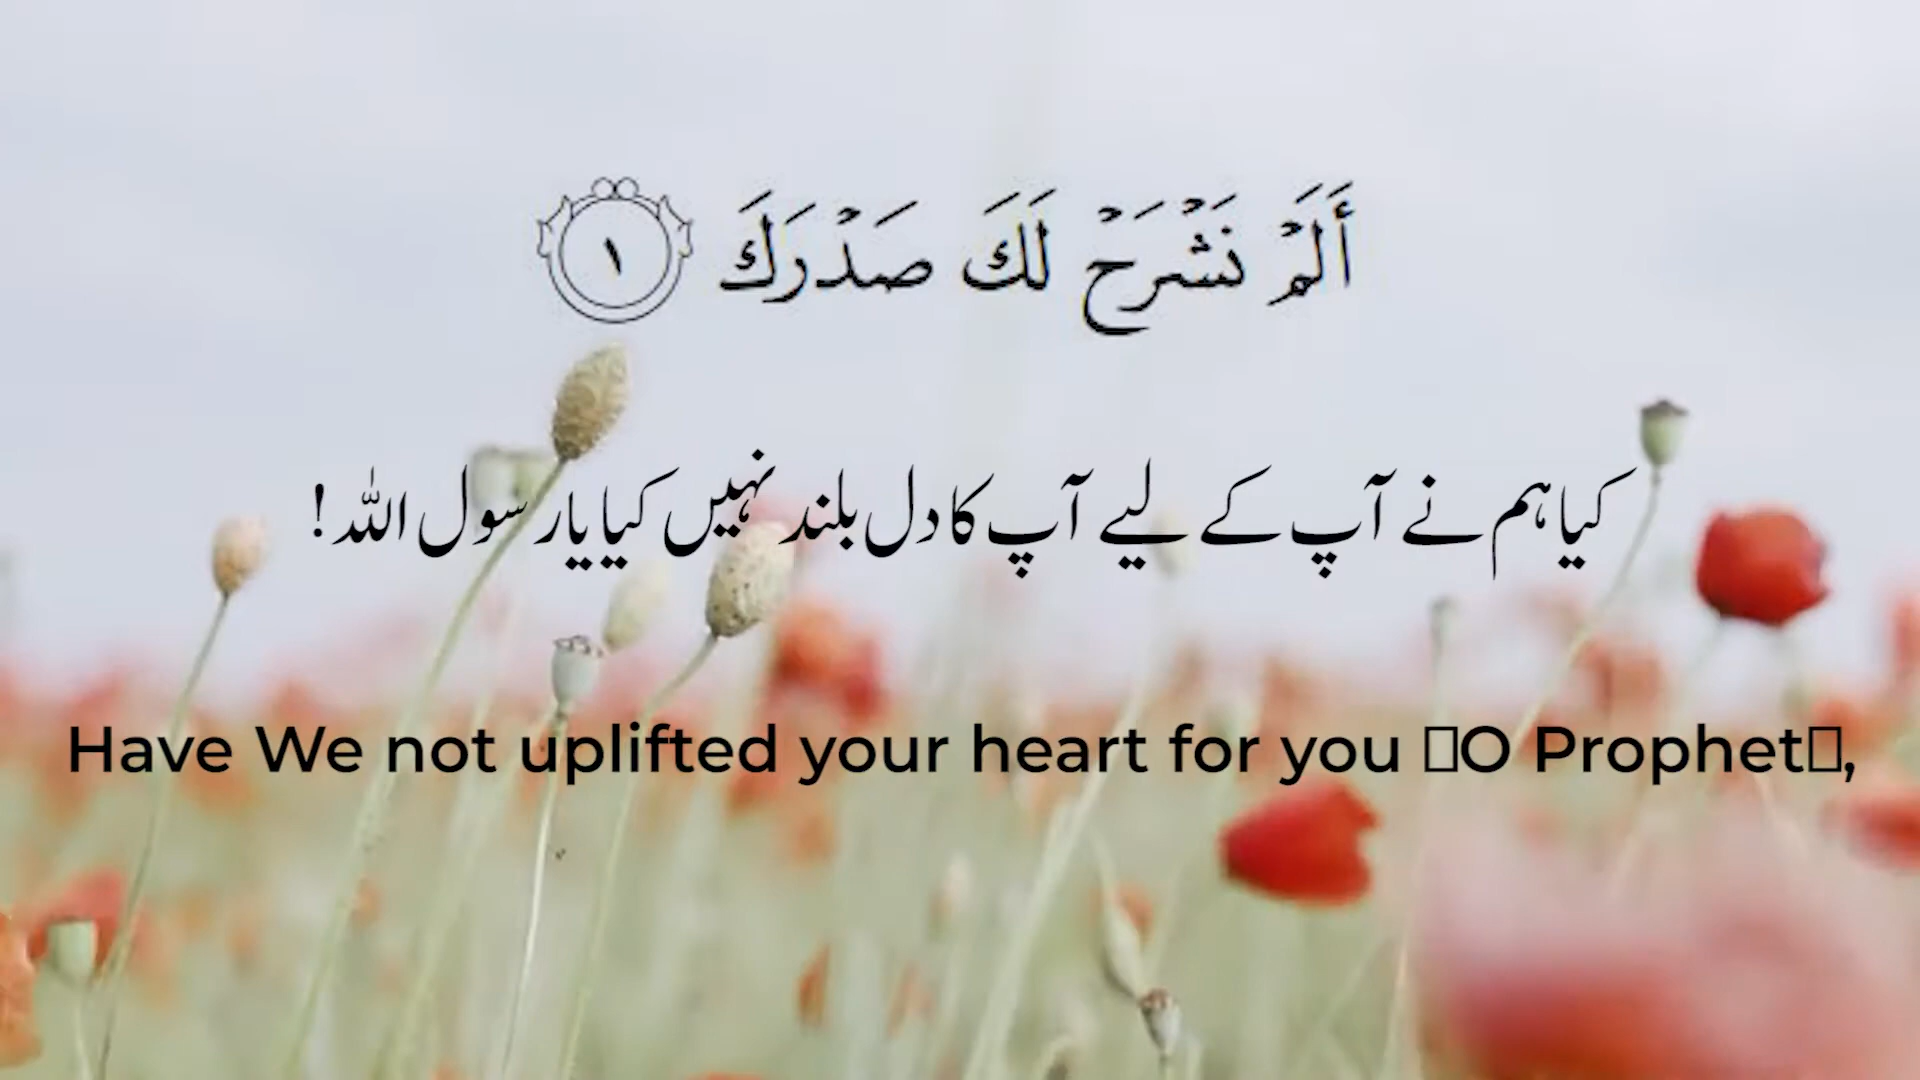 أَلَمْ نَشْرَحْ لَكَ صَدْرَكَ ١
کیا ہم نے آپ کے لیے آپ کا دل بلند نہیں کیا یا رسول اللہ!
Have We not uplifted your heart for you ▯O Prophet▯,